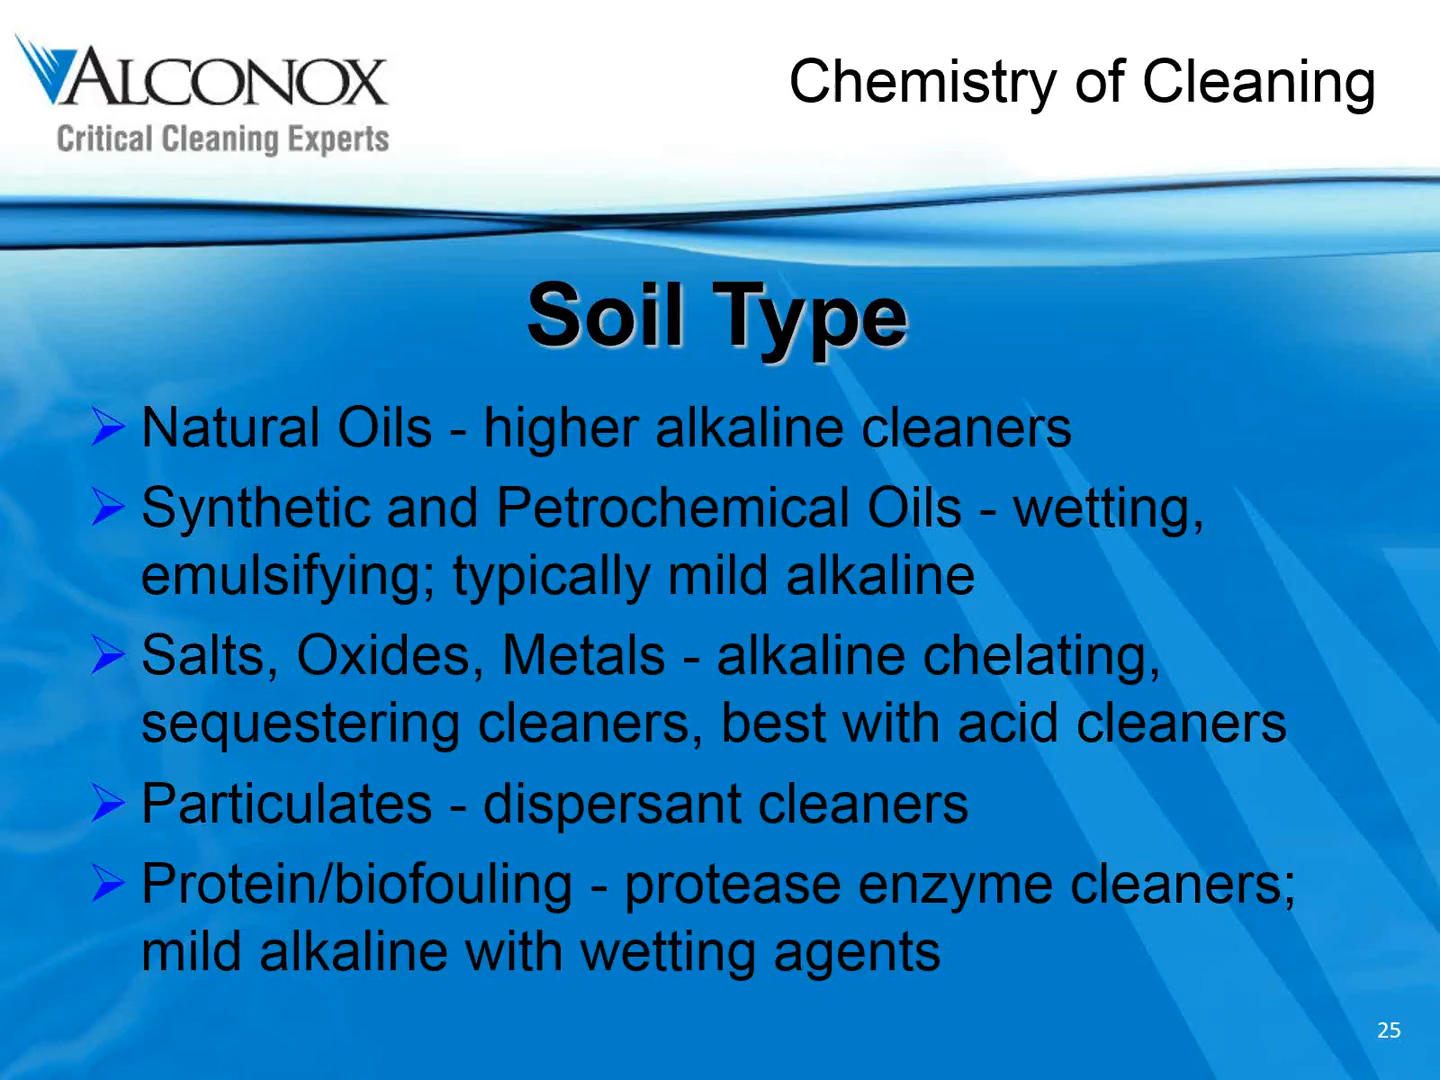 ALCONOX
Critical Cleaning Experts
Chemistry of Cleaning
Soil Type
Natural Oils - higher alkaline cleaners
Synthetic and Petrochemical Oils - wetting,
emulsifying; typically mild alkaline
Salts, Oxides, Metals - alkaline chelating,
sequestering cleaners, best with acid cleaners
Particulates - dispersant cleaners
Protein/biofouling - protease enzyme cleaners;
mild alkaline with wetting agents
25